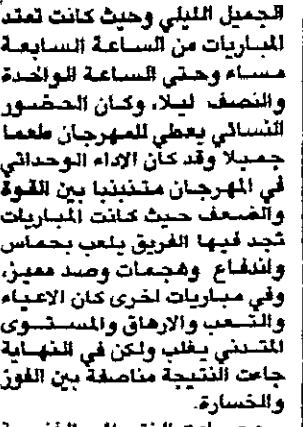 الجميل الليلي وحيث كانت تمتد
المباريات من الساعة السابعة
مساء وحتى الساعة الواحدة
والنصف ليلا، وكان الحضور
النسائي يعطي للمهرجان طعما
جميلا وقد كان الاداء الوحداتي
في المهرجان متذبذبا بين القوة
والضعف حيث كانت المباريات
تجد فيها الفريق يلعب بحماس
واندفاع وهجمات وصد مميز،
وفي مباريات اخرى كان الاعياء
والتعب والارهاق والمستوى
المتدني يغلب ولكن في النهاية
جاءت النتيجة مناصفة بين الفوز
والخسارة.